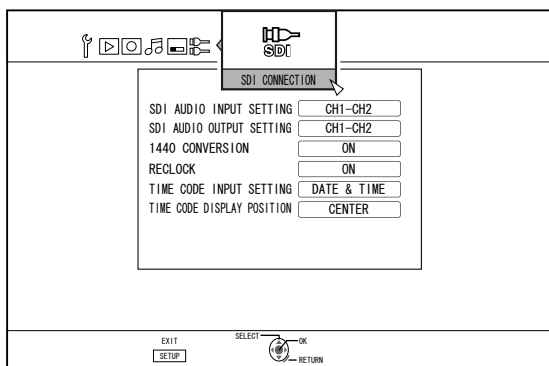 SDI
SDI CONNECTION
SDI AUDIO INPUT SETTING CH1-CH2
SDI AUDIO OUTPUT SETTING CH1-CH2
1440 CONVERSION ON
RECLOCK ON
TIME CODE INPUT SETTING DATE & TIME
TIME CODE DISPLAY POSITION CENTER
EXIT
SETUP
SELECT
OK
RETURN